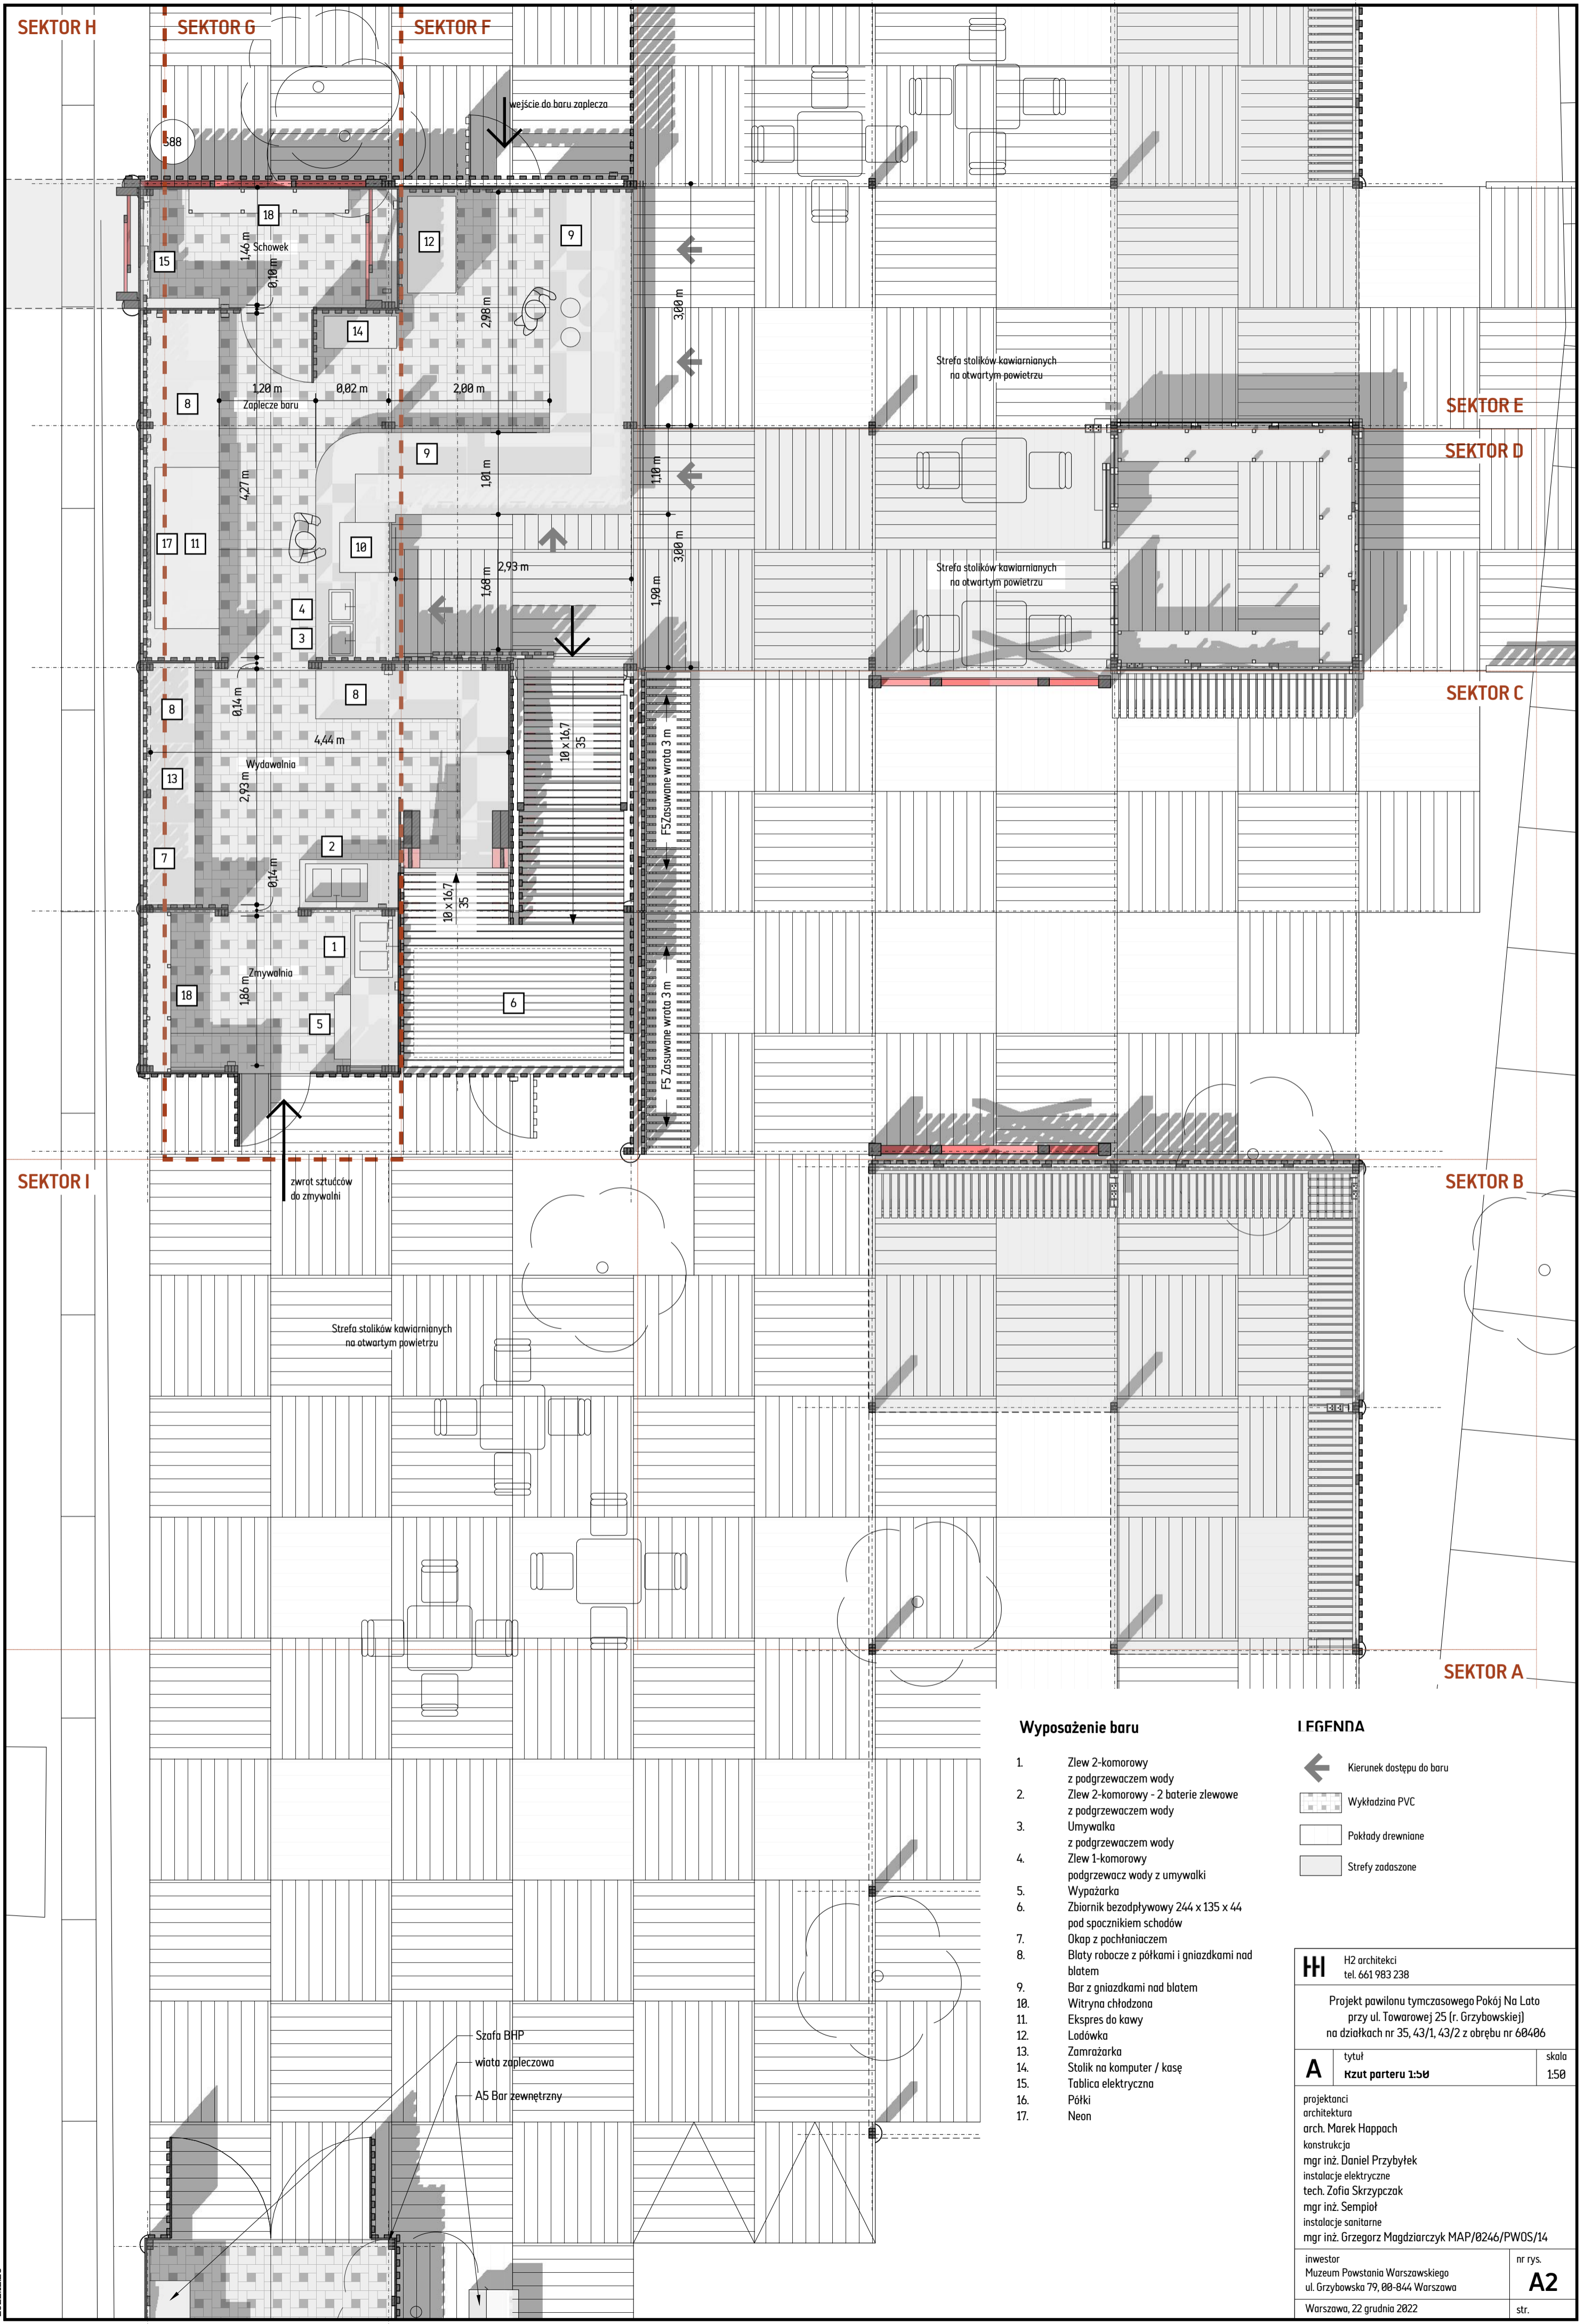 SEKTOR H
SEKTOR G
SEKTOR F
wejście do baru zaplecza
588
18
12
9
1,46 m
Schowek
15
0,10 m
2,98 m
3,00 m
14
Strefa stolików kawiarnianych
na otwartym powietrzu
1,20 m
0,02 m
2,00 m
8
Zaplecze baru
SEKTOR E
9
SEKTOR D
1,01 m
1,10 m
4,27 m
17
11
10
3,00 m
2,93 m
Strefa stolików kawiarnianych
na otwartym powietrzu
1,68 m
1,90 m
4
3
8
8
SEKTOR C
0,14 m
4,44 m
10 x 16,7
35
F5Zasuwane wrota 3 m
Wydawalnia
13
2,93 m
2
7
0,14 m
10 x 16,7
35
1
Zmywalnia
18
1,86 m
6
5
F5 Zasuwane wrota 3 m
SEKTOR I
zwrot sztućców
do zmywalni
SEKTOR B
Strefa stolików kawiarnianych
na otwartym powietrzu
SEKTOR A
Wyposażenie baru
1. Zlew 2-komorowy
z podgrzewaczem wody
2. Zlew 2-komorowy - 2 baterie zlewowe
z podgrzewaczem wody
3. Umywalka
z podgrzewaczem wody
4. Zlew 1-komorowy
podgrzewacz wody z umywalki
5. Wypażarka
6. Zbiornik bezodpływowy 244 x 135 x 44
pod spocznikiem schodów
7. Okap z pochłaniaczem
8. Blaty robocze z półkami i gniazdkami nad
blatem
9. Bar z gniazdkami nad blatem
10. Witryna chłodzona
11. Ekspres do kawy
12. Lodówka
13. Zamrażarka
14. Stolik na komputer / kasę
15. Tablica elektryczna
16. Półki
17. Neon
LEGENDA
Kierunek dostępu do baru
Wykładzina PVC
Pokłady drewniane
Strefy zadaszone
Szafa BHP
wiata zapleczowa
A5 Bar zewnętrzny
H2 architekci
tel. 661 983 238
Projekt pawilonu tymczasowego Pokój Na Lato
przy ul. Towarowej 25 (r. Grzybowskiej)
na działkach nr 35, 43/1, 43/2 z obrębu nr 60406
A
tytuł
Rzut parteru 1:50
skala
1:50
projektanci
architektura
arch. Marek Happach
konstrukcja
mgr inż. Daniel Przybyłek
instalacje elektryczne
tech. Zofia Skrzypczak
mgr inż. Sempioł
instalacje sanitarne
mgr inż. Grzegorz Magdziarczyk MAP/0246/PWOS/14
inwestor
Muzeum Powstania Warszawskiego
ul. Grzybowska 79, 00-844 Warszawa
nr rys.
A2
Warszawa, 22 grudnia 2022
str.